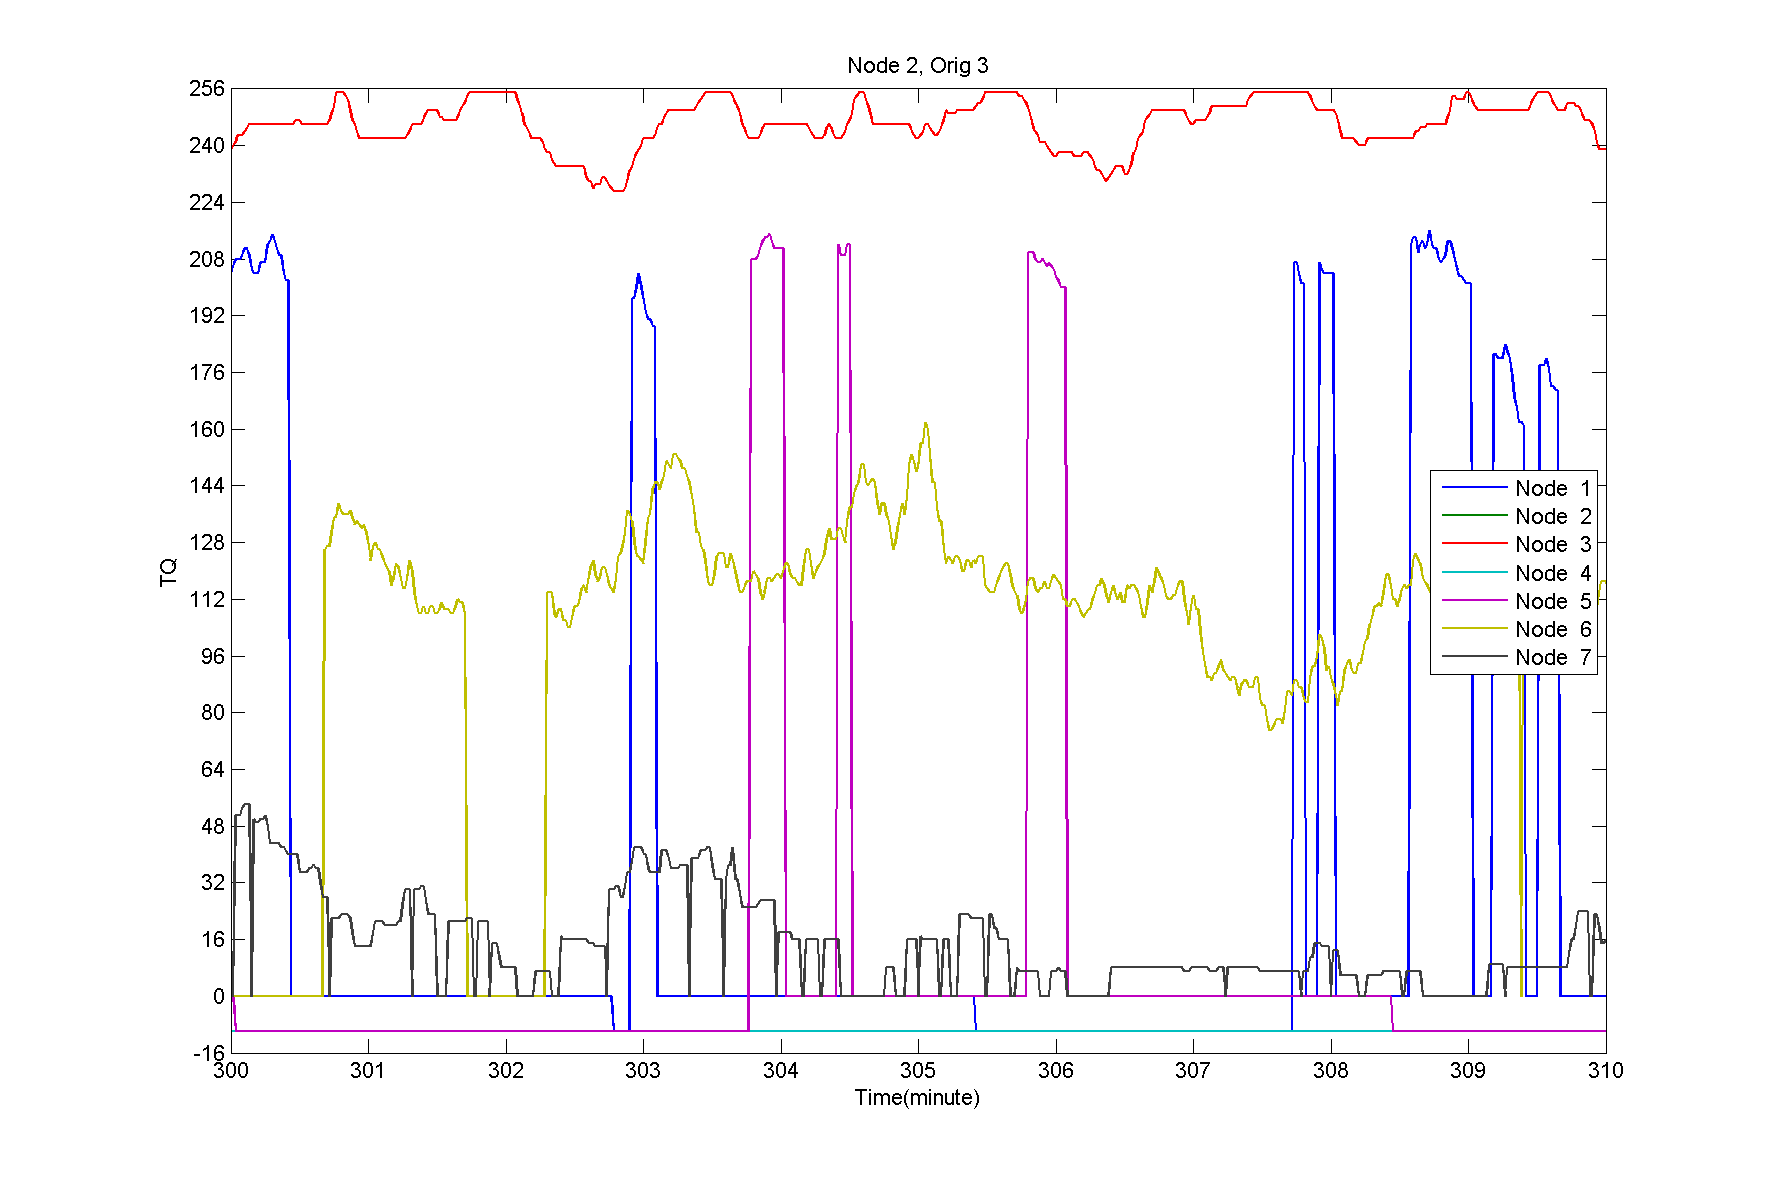 Node 2, Orig 3
256
240
224
208
192
176
160
144
128
112
96
80
64
48
32
16
0
-16
TQ
Node 1
Node 2
Node 3
Node 4
Node 5
Node 6
Node 7
300 301 302 303 304 305 306 307 308 309 310
Time(minute)